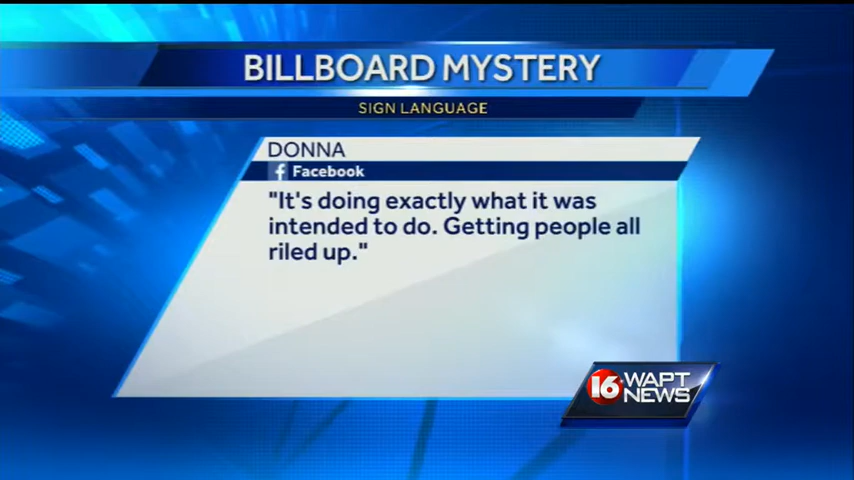 BILLBOARD MYSTERY
SIGN LANGUAGE
DONNA
f Facebook
"It's doing exactly what it was
intended to do. Getting people all
riled up."
16 WAPT
NEWS